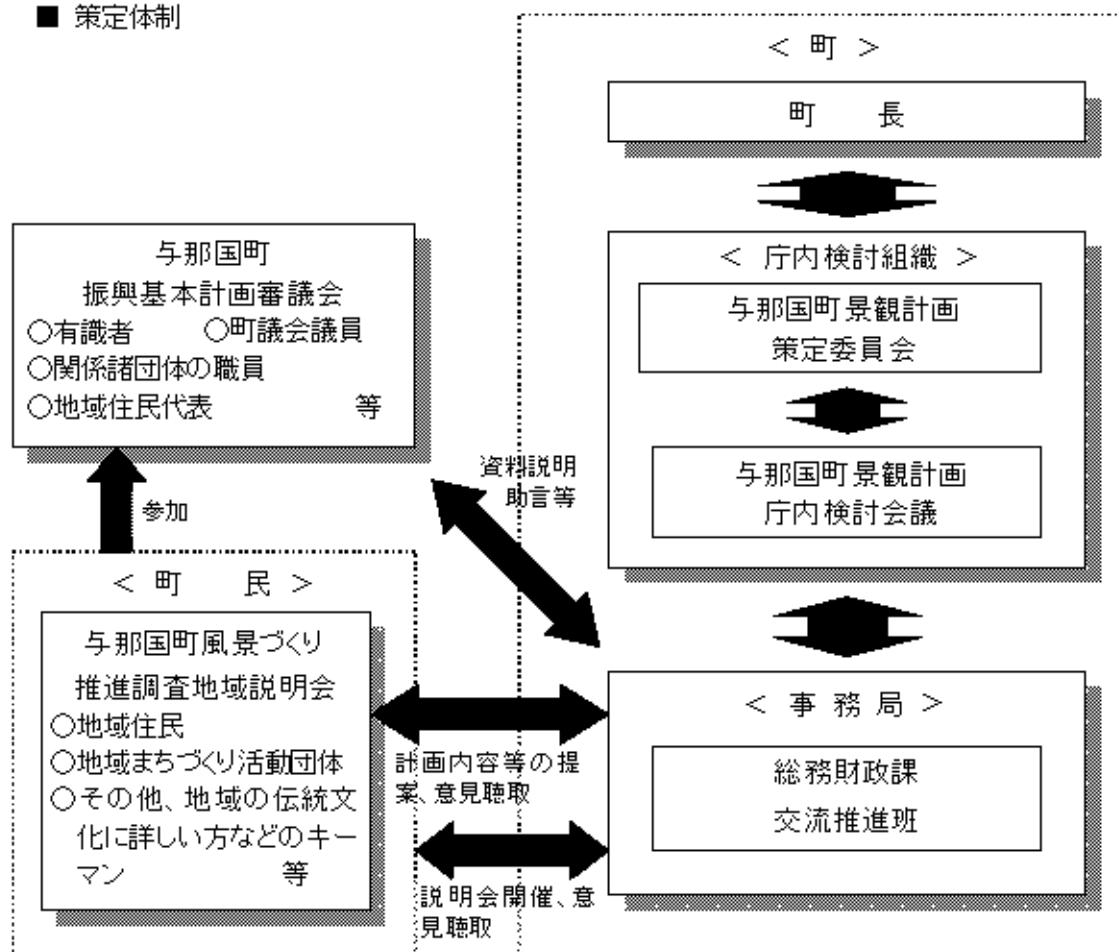 ■ 策定体制
＜ 町 ＞
町　　長
＜ 庁内検討組織 ＞
与那国町景観計画
策定委員会
与那国町景観計画
庁内検討会議
与那国町
振興基本計画審議会
○有識者　　○町議会議員
○関係諸団体の職員
○地域住民代表　　　　等
資料説明
助言等
参加
＜ 町　　民 ＞
与那国町風景づくり
推進調査地域説明会
○地域住民
○地域まちづくり活動団体
○その他、地域の伝統文
化に詳しい方などのキー
マン　　　　　等
計画内容等の提
案、意見聴取
説明会開催、意
見聴取
＜ 事 務 局 ＞
総務財政課
交流推進班